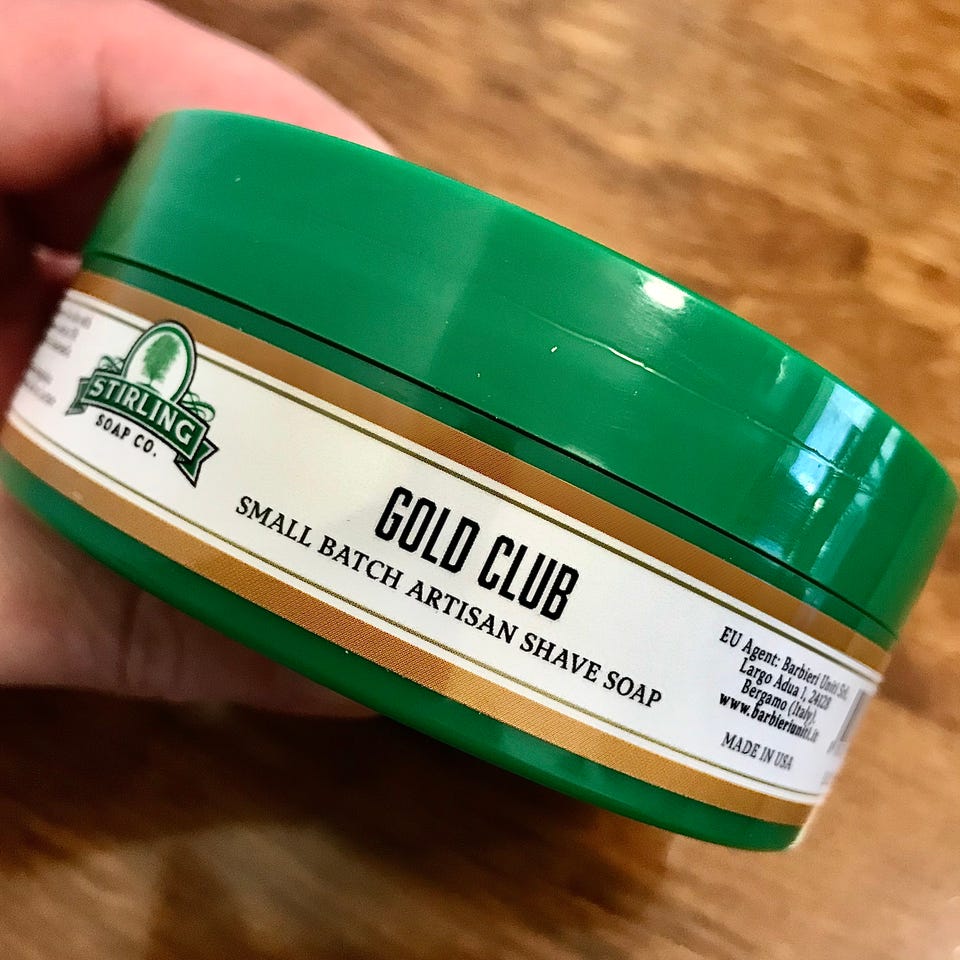 STIRLING
SOAP CO.
GOLD CLUB
SMALL BATCH ARTISAN SHAVE SOAP
EU Agent: Barbieri Uniti Srl.
Largo Adua 1, 24128
Bergamo (Italy).
www.barbieriuniti.it
MADE IN USA